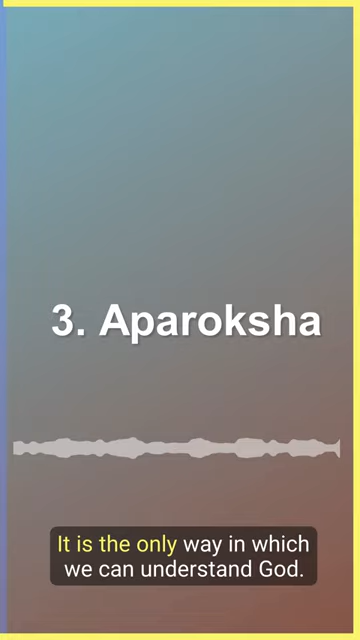 3. Aparoksha
It is the only way in which
we can understand God.